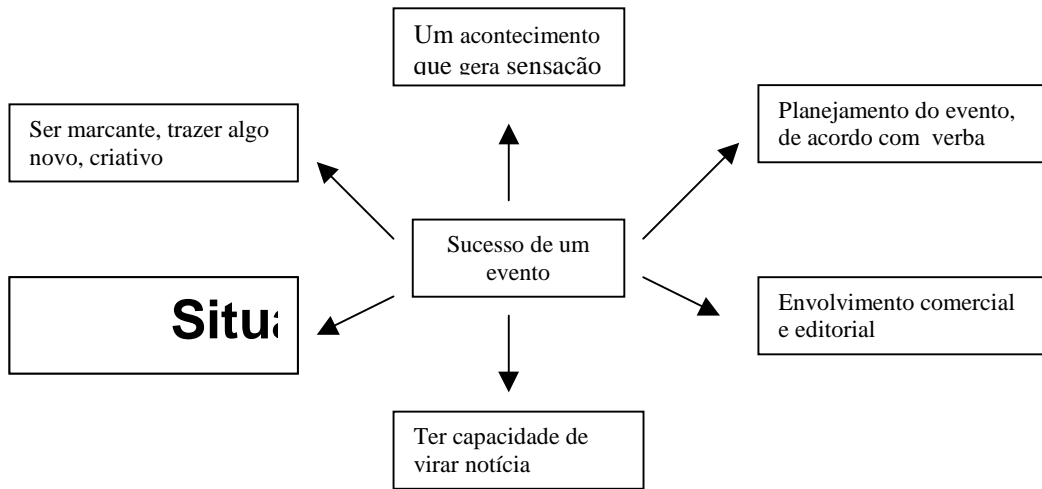 Um acontecimento
que gera sensação
Ser marcante, trazer algo
novo, criativo
Planejamento do evento,
de acordo com verba
Sucesso de um
evento
Envolvimento comercial
e editorial
Ter capacidade de
virar notícia